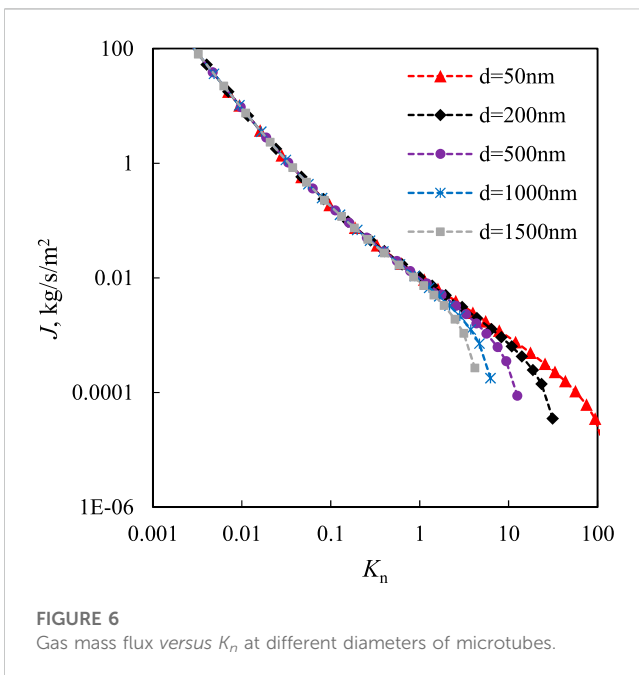 100
1
0.01
0.0001
1E-06
J, kg/s/m²
d=50nm
d=200nm
d=500nm
d=1000nm
d=1500nm
0.001 0.01 0.1 1 10 100
Kn
FIGURE 6
Gas mass flux versus Kn at different diameters of microtubes.